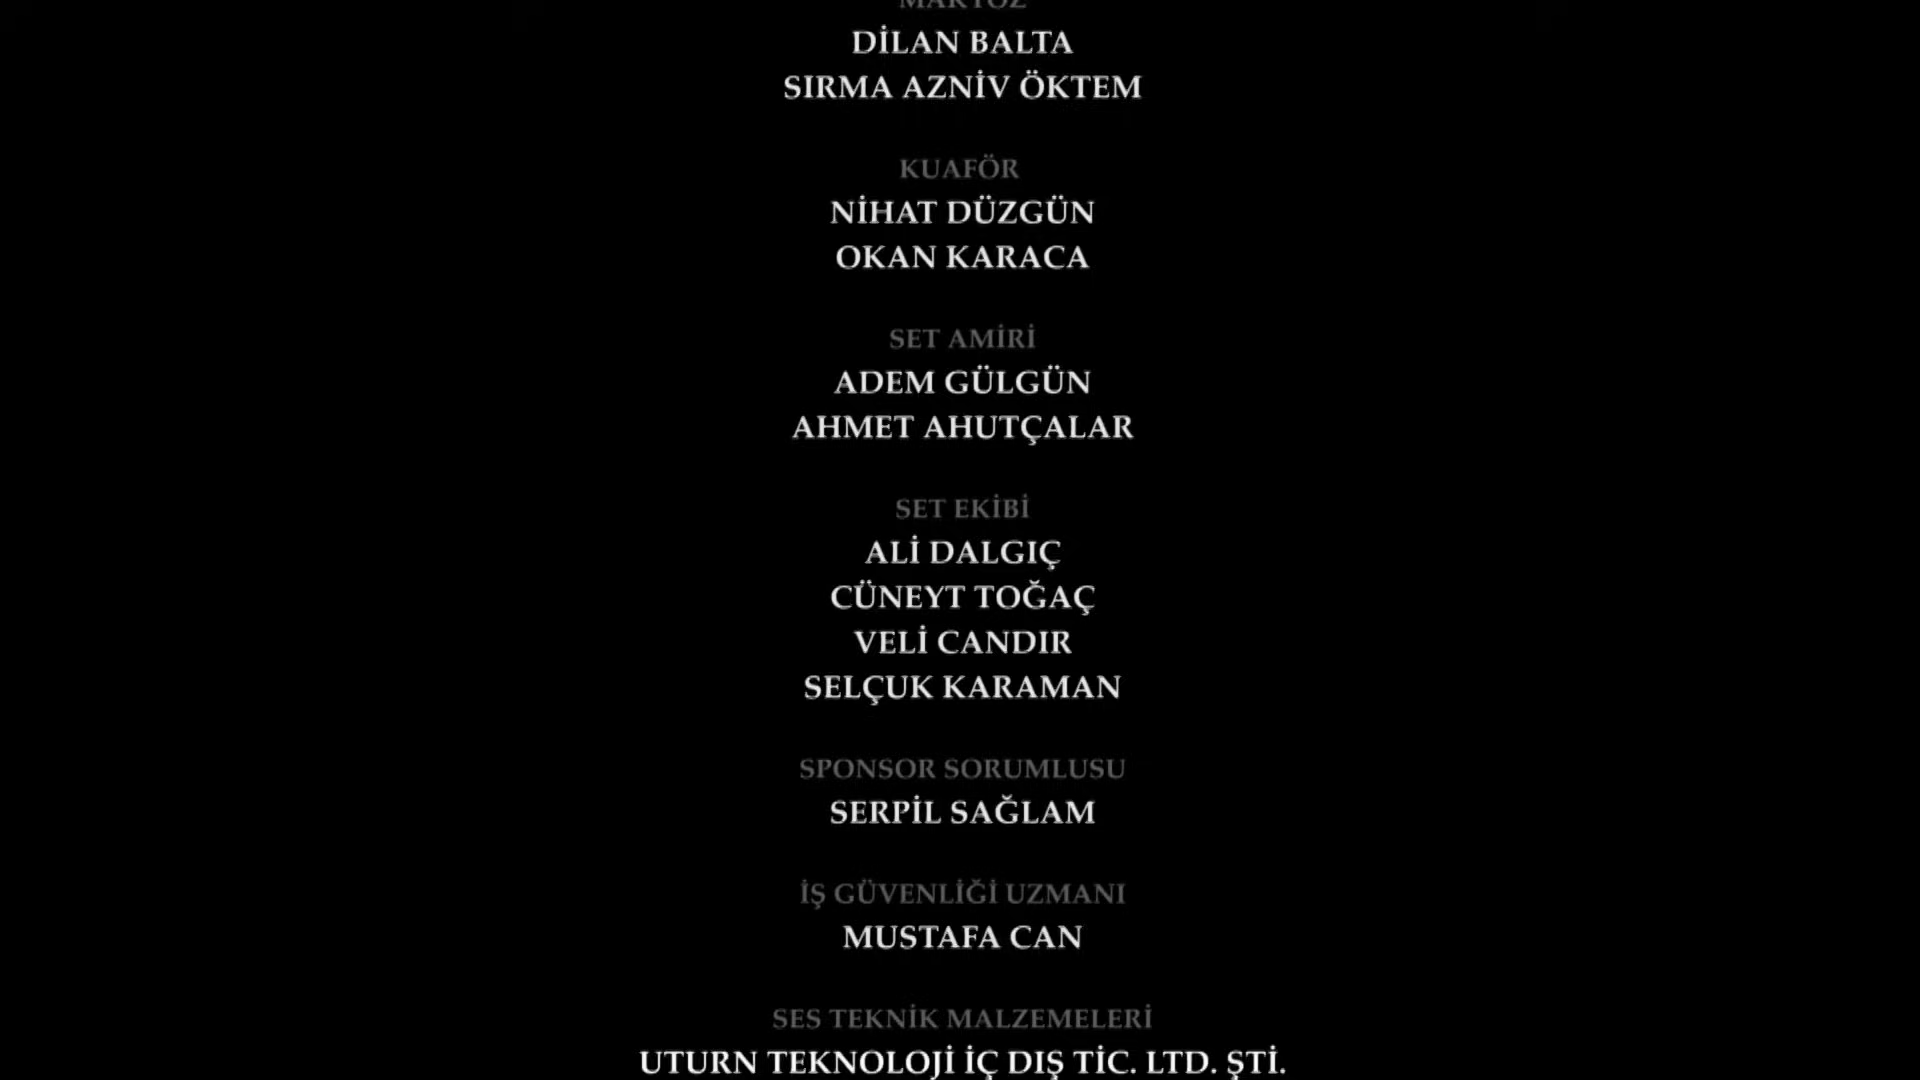 DİLAN BALTA
SIRMA AZNİV ÖKTEM
KUAFÖR
NİHAT DÜZGÜN
OKAN KARACA
SET AMİRİ
ADEM GÜLGÜN
AHMET AHUTÇALAR
SET EKİBİ
ALİ DALGIÇ
CÜNEYT TOĞAÇ
VELİ CANDIR
SELÇUK KARAMAN
SPONSOR SORUMLUSU
SERPİL SAĞLAM
İŞ GÜVENLİĞİ UZMANI
MUSTAFA CAN
SES TEKNİK MALZEMELERİ
UTURN TEKNOLOJİ İÇ DIŞ TİC. LTD. ŞTİ.